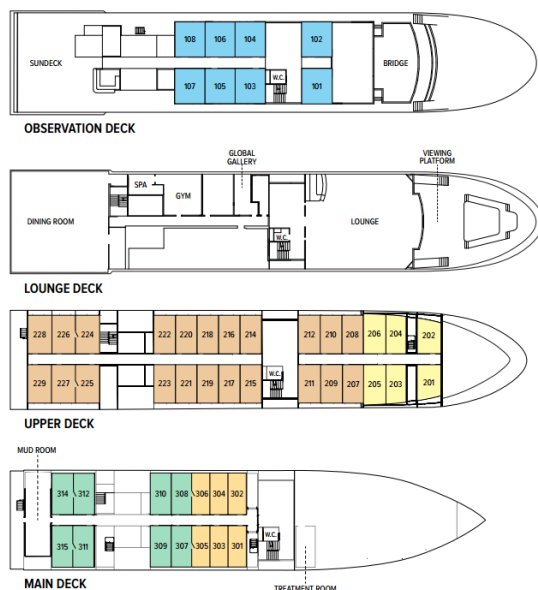 108 106 104 102
SUNDECK
BRIDGE
W.C.
107 105 103 101
OBSERVATION DECK
GLOBAL
GALLERY
VIEWING
PLATFORM
SPA
GYM
DINING ROOM
LOUNGE
W.C.
LOUNGE DECK
228 226 224 222 220 218 216 214 212 210 208 206 204 202
W.C.
229 227 225 223 221 219 217 215 211 209 207 205 203 201
UPPER DECK
MUD ROOM
314 312 310 308 306 304 302
W.C.
315 311 309 307 305 303 301
MAIN DECK
TREATMENT ROOM